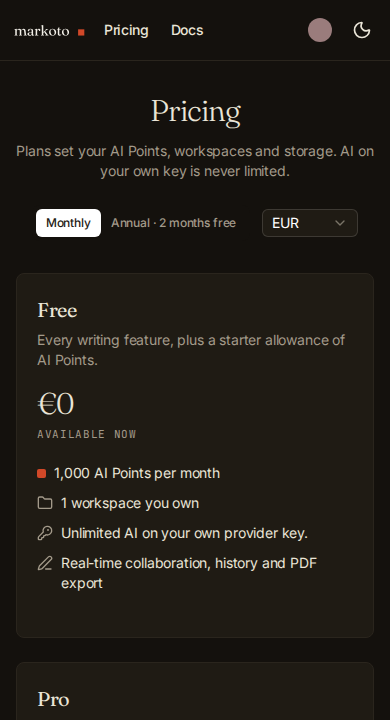 markoto Pricing Docs
Pricing
Plans set your AI Points, workspaces and storage. AI on
your own key is never limited.
Monthly Annual · 2 months free EUR
Free
Every writing feature, plus a starter allowance of
AI Points.
€0
AVAILABLE NOW
1,000 AI Points per month
1 workspace you own
Unlimited AI on your own provider key.
Real-time collaboration, history and PDF
export
Pro